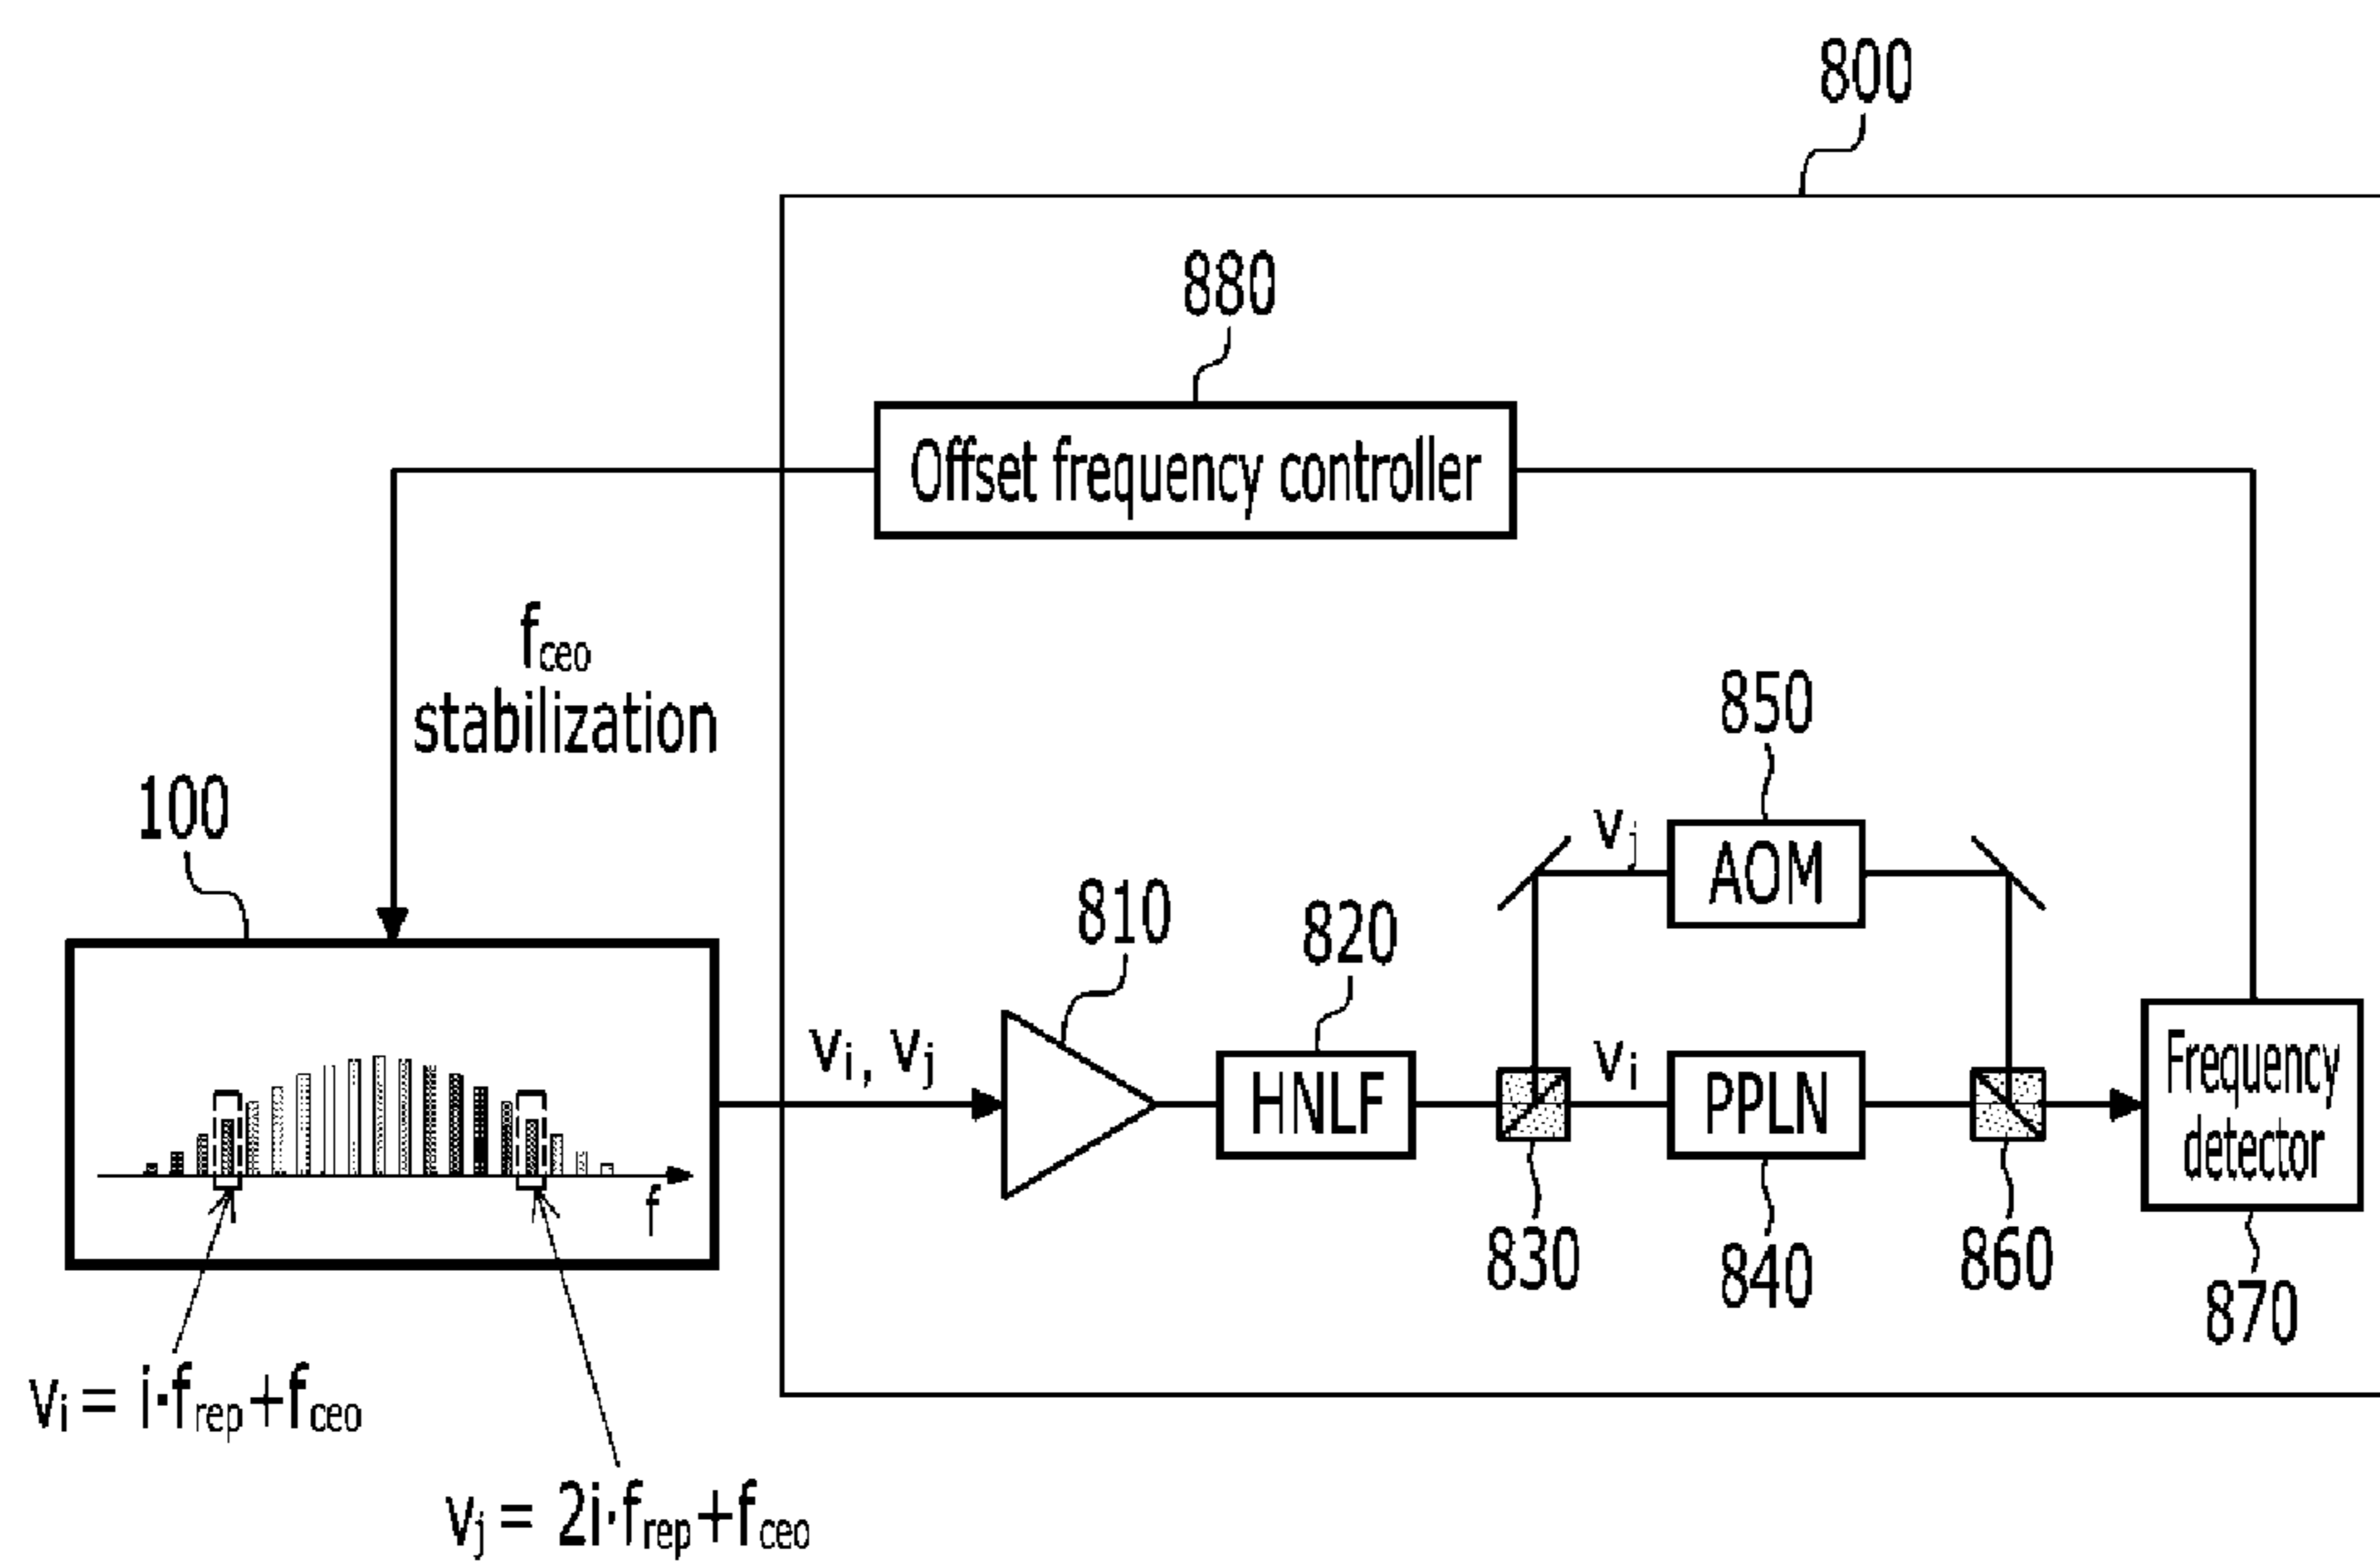 800
880
Offset frequency controller
fceo
stabilization
850
100
vj
AOM
810
820
vi, vj
HNLF
vi
PPLN
Frequency
detector
f
830
840
860
870
vi = i·frep+fceo
vj = 2i·frep+fceo